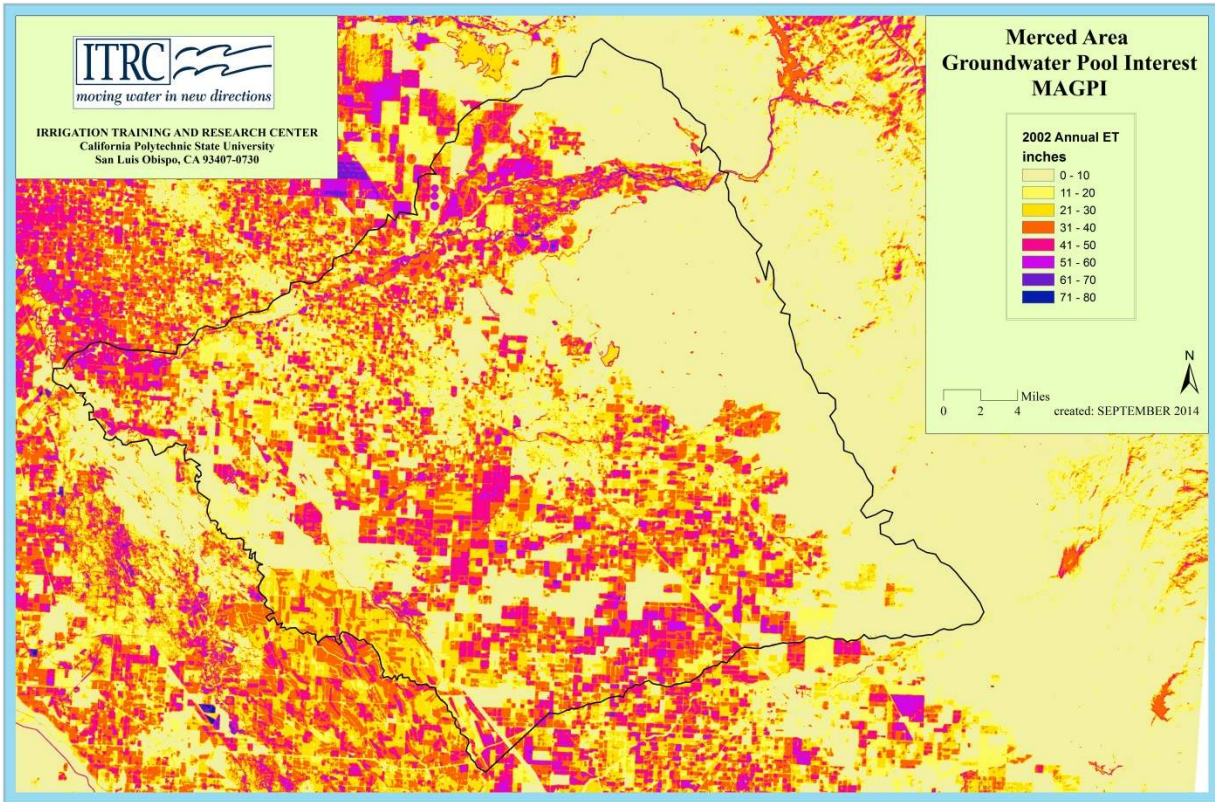 ITRC
moving water in new directions
IRRIGATION TRAINING AND RESEARCH CENTER
California Polytechnic State University
San Luis Obispo, CA 93407-0730
Merced Area
Groundwater Pool Interest
MAGPI
2002 Annual ET
inches
0 - 10
11 - 20
21 - 30
31 - 40
41 - 50
51 - 60
61 - 70
71 - 80
N
Miles
0 2 4
created: SEPTEMBER 2014